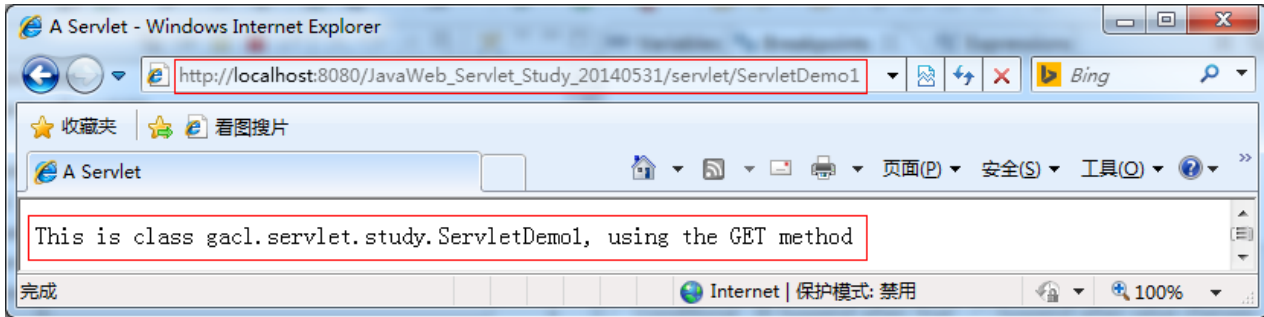 A Servlet - Windows Internet Explorer
http://localhost:8080/JavaWeb_Servlet_Study_20140531/servlet/ServletDemo1 Bing
收藏夹 看图搜片
A Servlet 页面(P) 安全(S) 工具(O) »
This is class gacl.servlet.study.ServletDemo1, using the GET method
完成 Internet | 保护模式: 禁用 100%